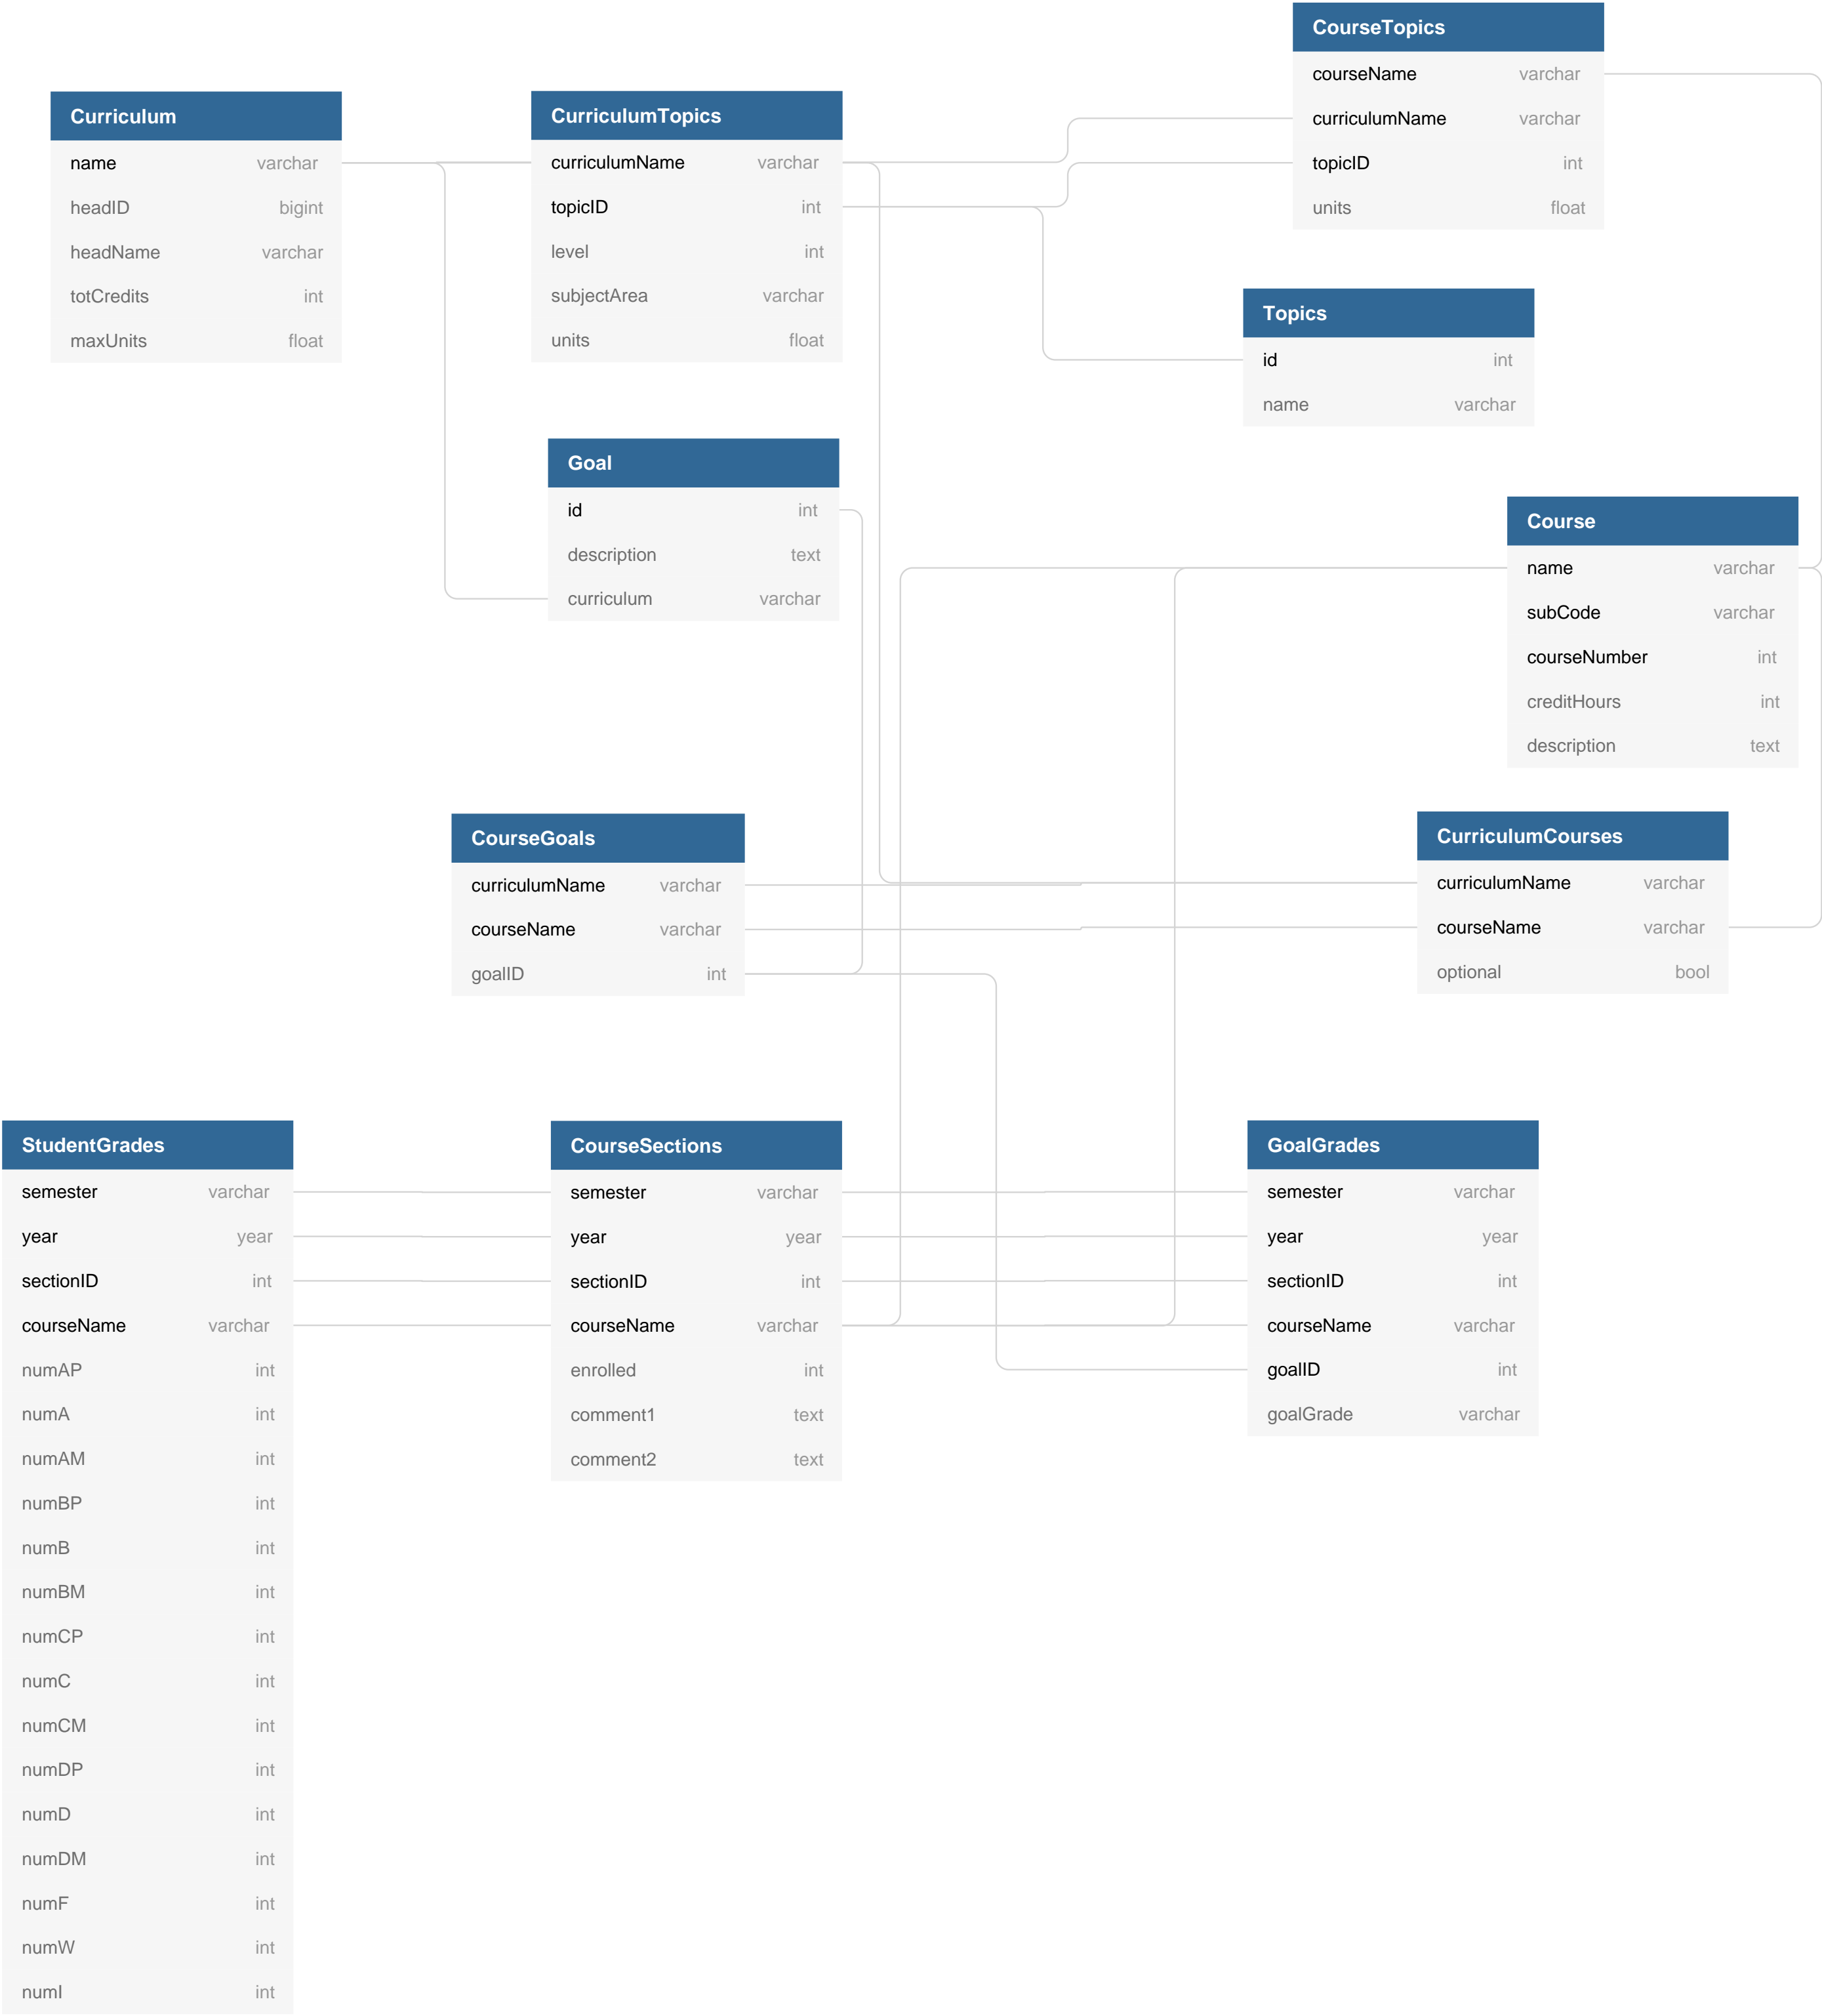 CourseTopics
courseName varchar
curriculumName varchar
topicID int
units float
Curriculum
name varchar
headID bigint
headName varchar
totCredits int
maxUnits float
CurriculumTopics
curriculumName varchar
topicID int
level int
subjectArea varchar
units float
Topics
id int
name varchar
Goal
id int
description text
curriculum varchar
Course
name varchar
subCode varchar
courseNumber int
creditHours int
description text
CourseGoals
curriculumName varchar
courseName varchar
goalID int
CurriculumCourses
curriculumName varchar
courseName varchar
optional bool
StudentGrades
semester varchar
year year
sectionID int
courseName varchar
numAP int
numA int
numAM int
numBP int
numB int
numBM int
numCP int
numC int
numCM int
numDP int
numD int
numDM int
numF int
numW int
numI int
CourseSections
semester varchar
year year
sectionID int
courseName varchar
enrolled int
comment1 text
comment2 text
GoalGrades
semester varchar
year year
sectionID int
courseName varchar
goalID int
goalGrade varchar